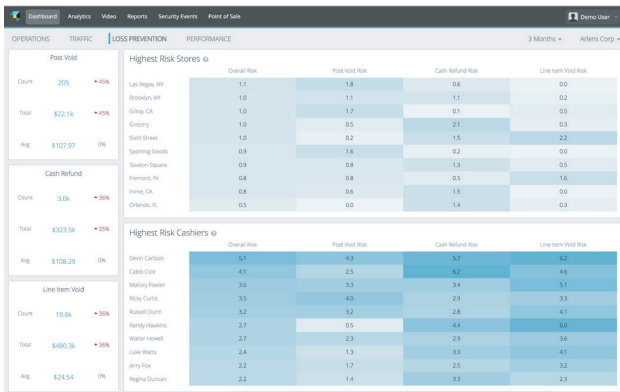 Dashboard Analytics Video Reports Security Events Point of Sale Demo User
OPERATIONS TRAFFIC LOSS PREVENTION PERFORMANCE 3 Months Arlens Corp
Post Void
Count 205 45%
Total $22.1k 45%
Avg $107.97 0%
Cash Refund
Count 3.0k 36%
Total $323.5k 35%
Avg $108.29 0%
Line Item Void
Count 19.6k 36%
Total $480.3k 36%
Avg $24.54 0%
Highest Risk Stores
Overall Risk Post Void Risk Cash Refund Risk Line Item Void Risk
Las Vegas, NV 1.1 1.8 0.6 0.0
Brooklyn, NY 1.0 1.1 1.1 0.2
Gilroy, CA 1.0 1.7 0.1 0.5
Grocery 1.0 0.5 2.1 0.3
Sixth Street 1.0 0.2 1.5 2.2
Sporting Goods 0.9 1.6 0.2 0.0
Taviston Square 0.9 0.8 1.3 0.5
Fremont, IN 0.8 0.8 0.5 1.6
Irvine, CA 0.8 0.6 1.5 0.0
Orlando, FL 0.5 0.0 1.4 0.3
Highest Risk Cashiers
Overall Risk Post Void Risk Cash Refund Risk Line Item Void Risk
Devin Carlson 5.1 4.3 5.7 6.2
Caleb Cole 4.1 2.5 6.2 4.6
Mallory Fowler 3.6 3.3 3.4 5.1
Ricky Curtis 3.5 4.0 2.9 3.3
Russell Dunn 3.2 3.2 2.8 4.1
Randy Hawkins 2.7 0.5 4.4 6.0
Walter Howell 2.7 2.3 2.9 3.6
Luke Watts 2.4 1.3 3.3 4.1
Jerry Fox 2.2 1.7 2.5 3.2
Regina Duncan 2.2 1.4 3.3 2.3